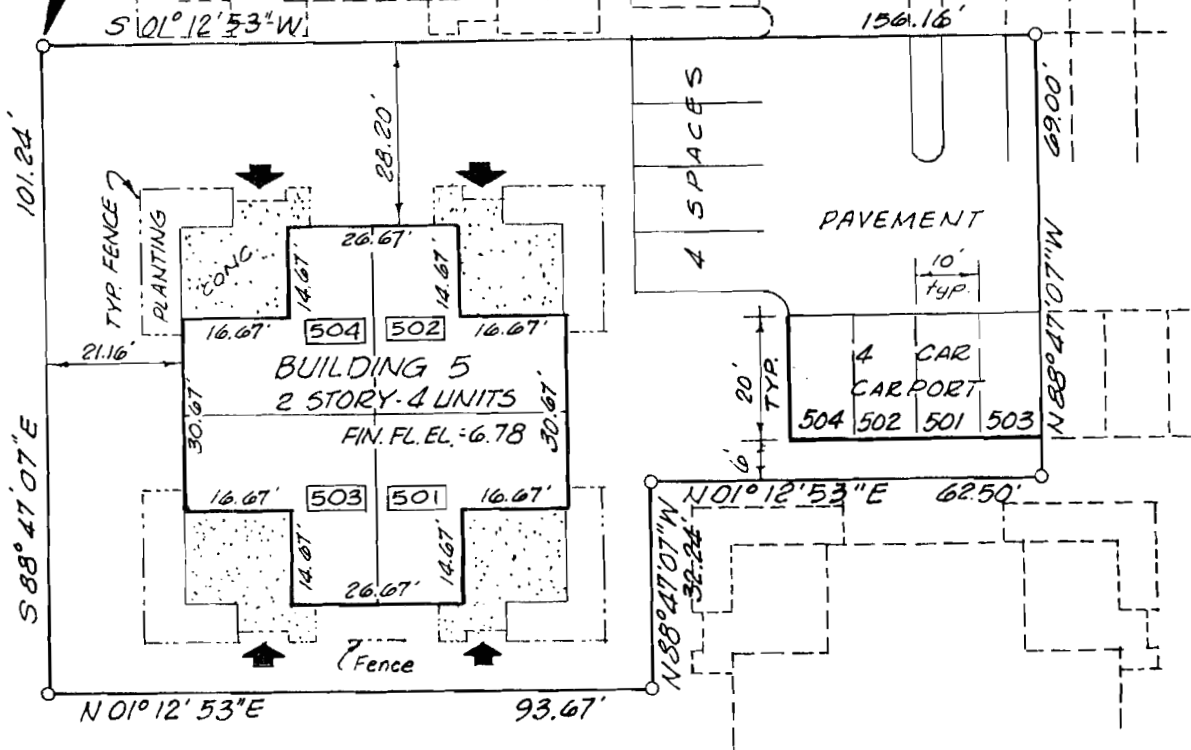 S 01° 12' 53" W
156.16'
101.24'
S 88° 47' 07" E
69.00'
N 88° 47' 07" W
28.20'
4 SPACES
PAVEMENT
10'
typ.
TYP. FENCE
PLANTING
CONC.
26.67'
14.67'
14.67'
16.67'
504
502
16.67'
21.16'
BUILDING 5
2 STORY-4 UNITS
FIN. FL. EL. = 6.78
30.67'
30.67'
16.67'
503
501
16.67'
14.67'
14.67'
26.67'
Fence
20'
TYP.
4 CAR
CARPORT
504 502 501 503
6'
N 01° 12' 53" E 62.50'
N 88° 47' 07" W
32.24'
N 01° 12' 53" E 93.67'